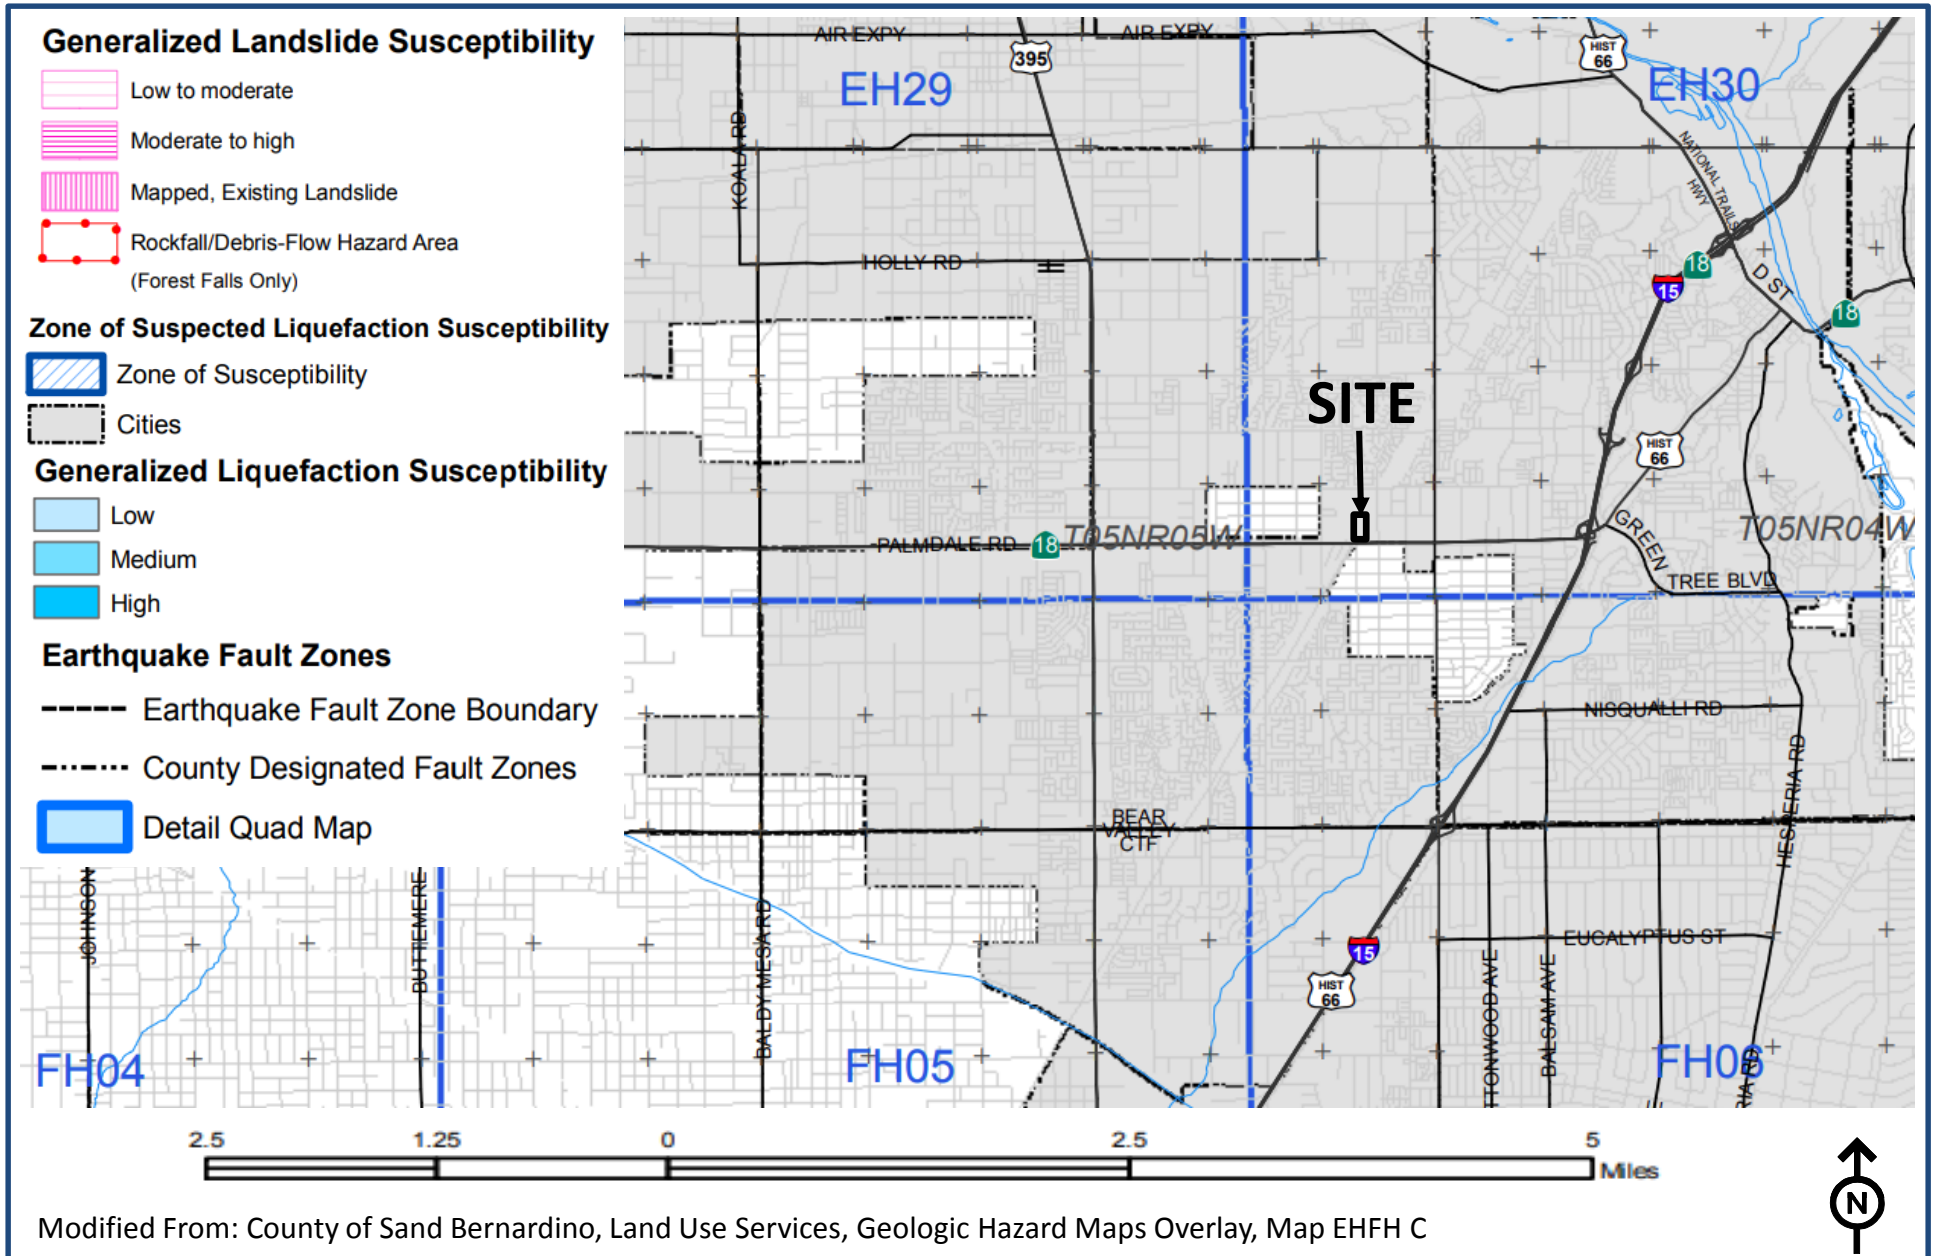 Generalized Landslide Susceptibility
Low to moderate
Moderate to high
Mapped, Existing Landslide
Rockfall/Debris-Flow Hazard Area
(Forest Falls Only)
Zone of Suspected Liquefaction Susceptibility
Zone of Susceptibility
Cities
Generalized Liquefaction Susceptibility
Low
Medium
High
Earthquake Fault Zones
Earthquake Fault Zone Boundary
County Designated Fault Zones
Detail Quad Map
AIR EXPY
AIR EXPY
395
HIST
66
EH29
EH30
KOALA RD
NATIONAL TRAILS
HWY
HOLLY RD
18
15
D ST
18
SITE
HIST
66
PALMDALE RD
18
T05NR05W
GREEN
TREE BLVD
T05NR04W
NISQUALLI RD
HESPERIA RD
BEAR
VALLEY
CTF
JOHNSON
BUTTEMERE
BALDY MESA RD
15
HIST
66
EUCALYPTUS ST
TTONWOOD AVE
BALSAM AVE
FH04
FH05
FH06
RIA RD
2.5
1.25
0
2.5
5
Miles
N
Modified From: County of Sand Bernardino, Land Use Services, Geologic Hazard Maps Overlay, Map EHFH C